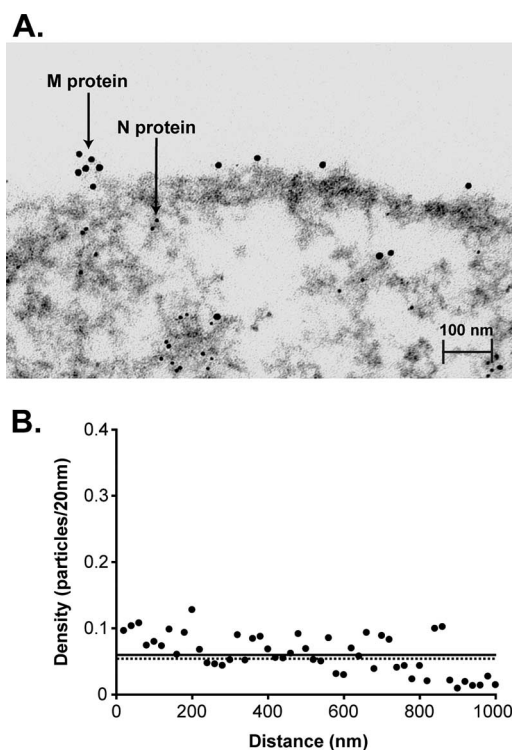 A.
M protein
N protein
100 nm
B.
Density (particles/20nm)
0.4
0.3
0.2
0.1
0
0
200
400
600
800
1000
Distance (nm)